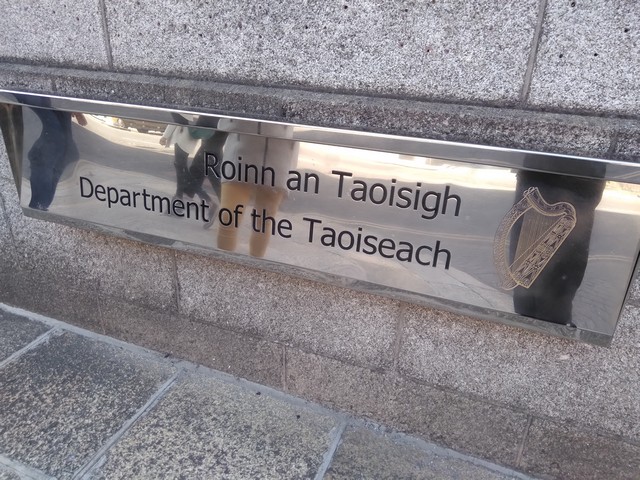 Roinn an Taoisigh
Department of the Taoiseach